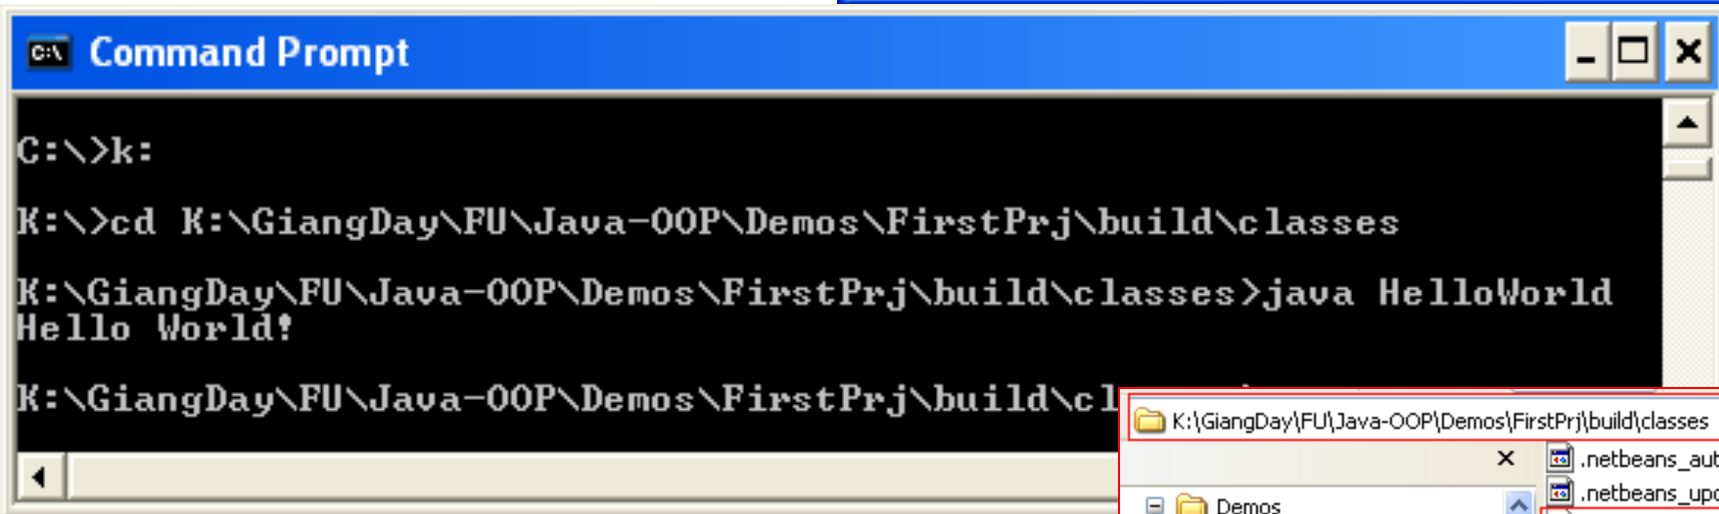 Command Prompt
C:\>k:
K:\>cd K:\GiangDay\FU\Java-OOP\Demos\FirstPrj\build\classes
K:\GiangDay\FU\Java-OOP\Demos\FirstPrj\build\classes>java HelloWorld
Hello World!
K:\GiangDay\FU\Java-OOP\Demos\FirstPrj\build\cl
K:\GiangDay\FU\Java-OOP\Demos\FirstPrj\build\classes
.netbeans_aut
.netbeans_upd
Demos